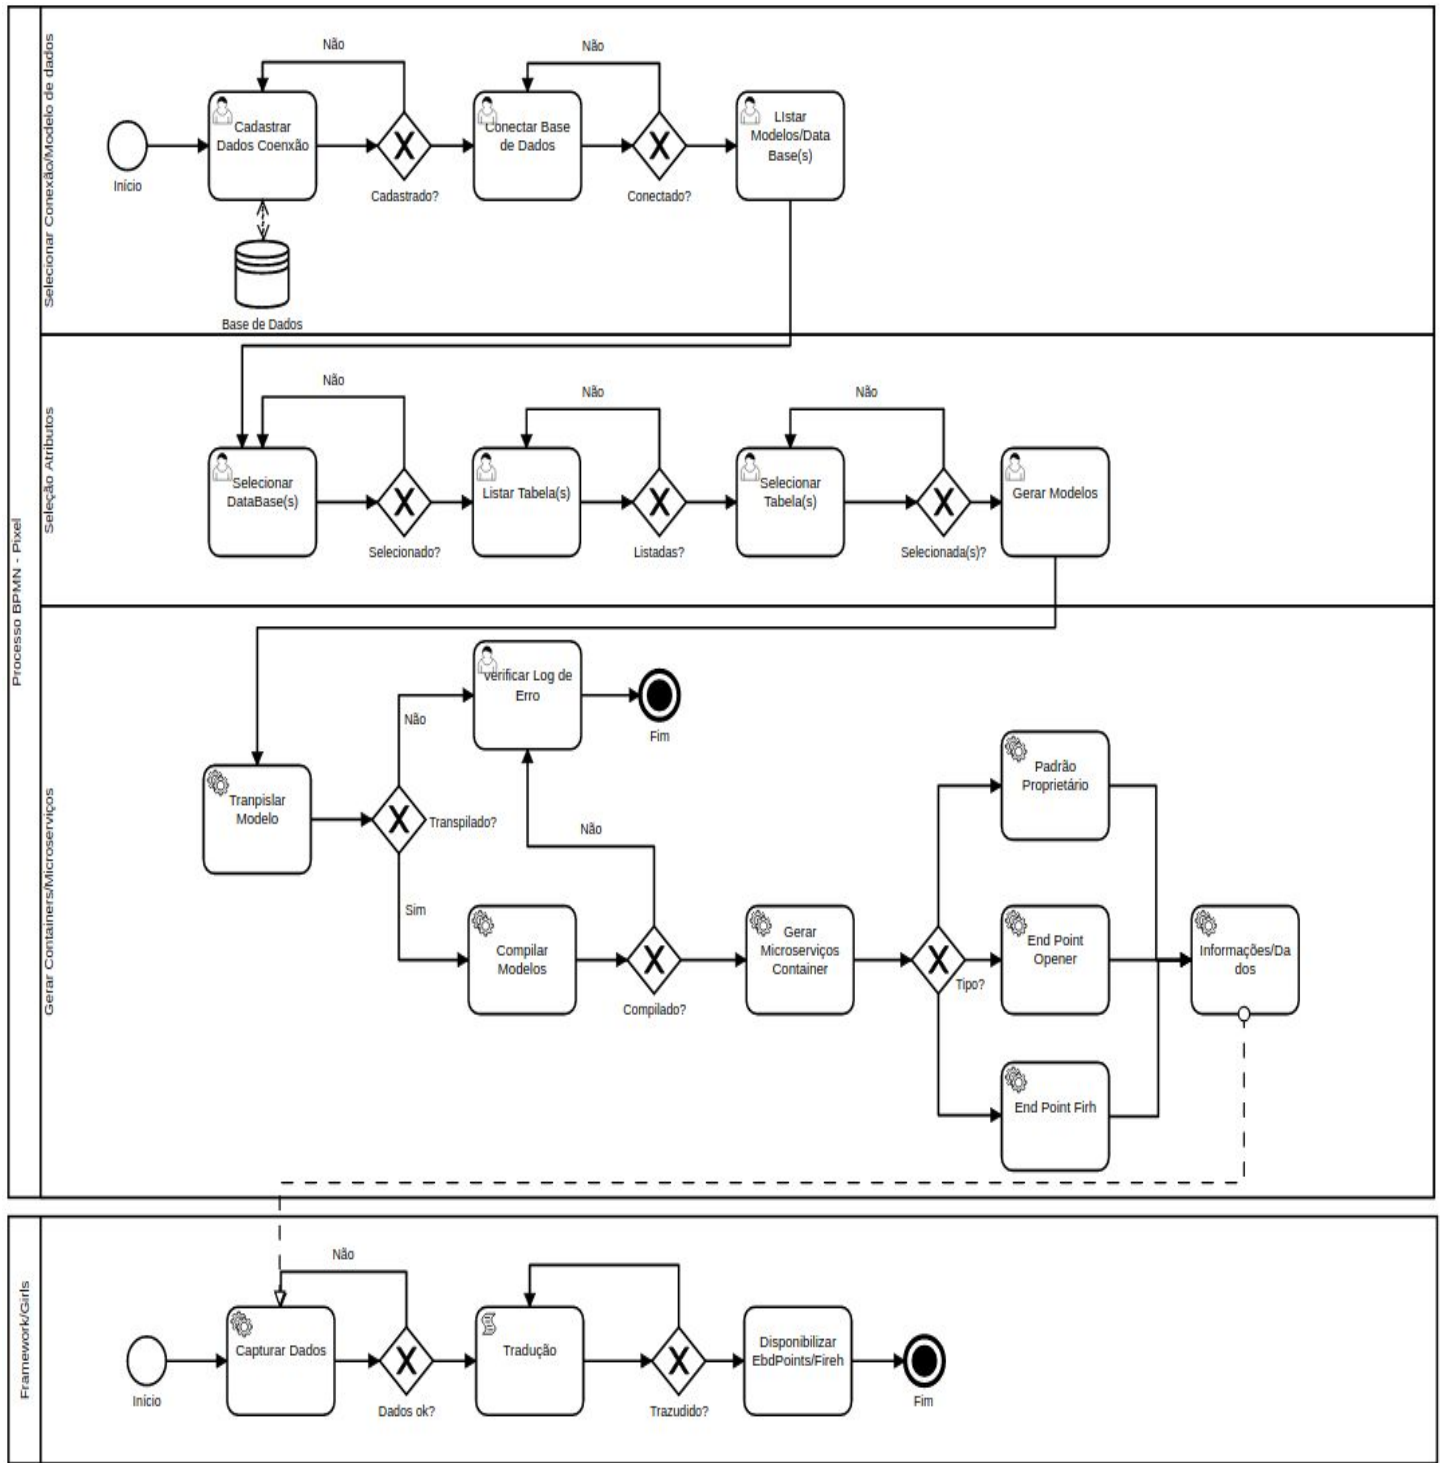 Processo BPMN - Pixel
Selecionar Conexão/Modelo de dados
Não
Não
Cadastrar
Dados Coenxão
Conectar Base
de Dados
LIstar
Modelos/Data
Base(s)
Início
Cadastrado?
Conectado?
Base de Dados
Seleção Atributos
Não
Não
Não
Selecionar
DataBase(s)
Listar Tabela(s)
Selecionar
Tabela(s)
Gerar Modelos
Selecionado?
Listadas?
Selecionada(s)?
Gerar Containers/Microserviços
Verificar Log de
Erro
Não
Fim
Tranpislar
Modelo
Transpilado?
Não
Padrão
Proprietário
Sim
Compilar
Modelos
Compilado?
Gerar
Microserviços
Container
Tipo?
End Point
Opener
Informações/Da
dos
End Point Firh
Framework/Girls
Não
Início
Capturar Dados
Dados ok?
Tradução
Trazudido?
Disponibilizar
EbdPoints/Fireh
Fim